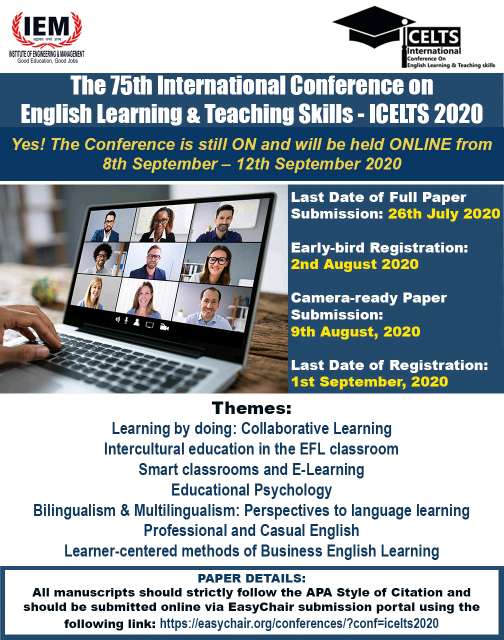 IEM
INSTITUTE OF ENGINEERING & MANAGEMENT
Good Education, Good Jobs
iCELTS
International
Conference On
English Learning & Teaching skills
The 75th International Conference on
English Learning & Teaching Skills - ICELTS 2020
Yes! The Conference is still ON and will be held ONLINE from
8th September – 12th September 2020
Last Date of Full Paper
Submission: 26th July 2020
Early-bird Registration:
2nd August 2020
Camera-ready Paper
Submission:
9th August, 2020
Last Date of Registration:
1st September, 2020
Themes:
Learning by doing: Collaborative Learning
Intercultural education in the EFL classroom
Smart classrooms and E-Learning
Educational Psychology
Bilingualism & Multilingualism: Perspectives to language learning
Professional and Casual English
Learner-centered methods of Business English Learning
PAPER DETAILS:
All manuscripts should strictly follow the APA Style of Citation and
should be submitted online via EasyChair submission portal using the
following link: https://easychair.org/conferences/?conf=icelts2020